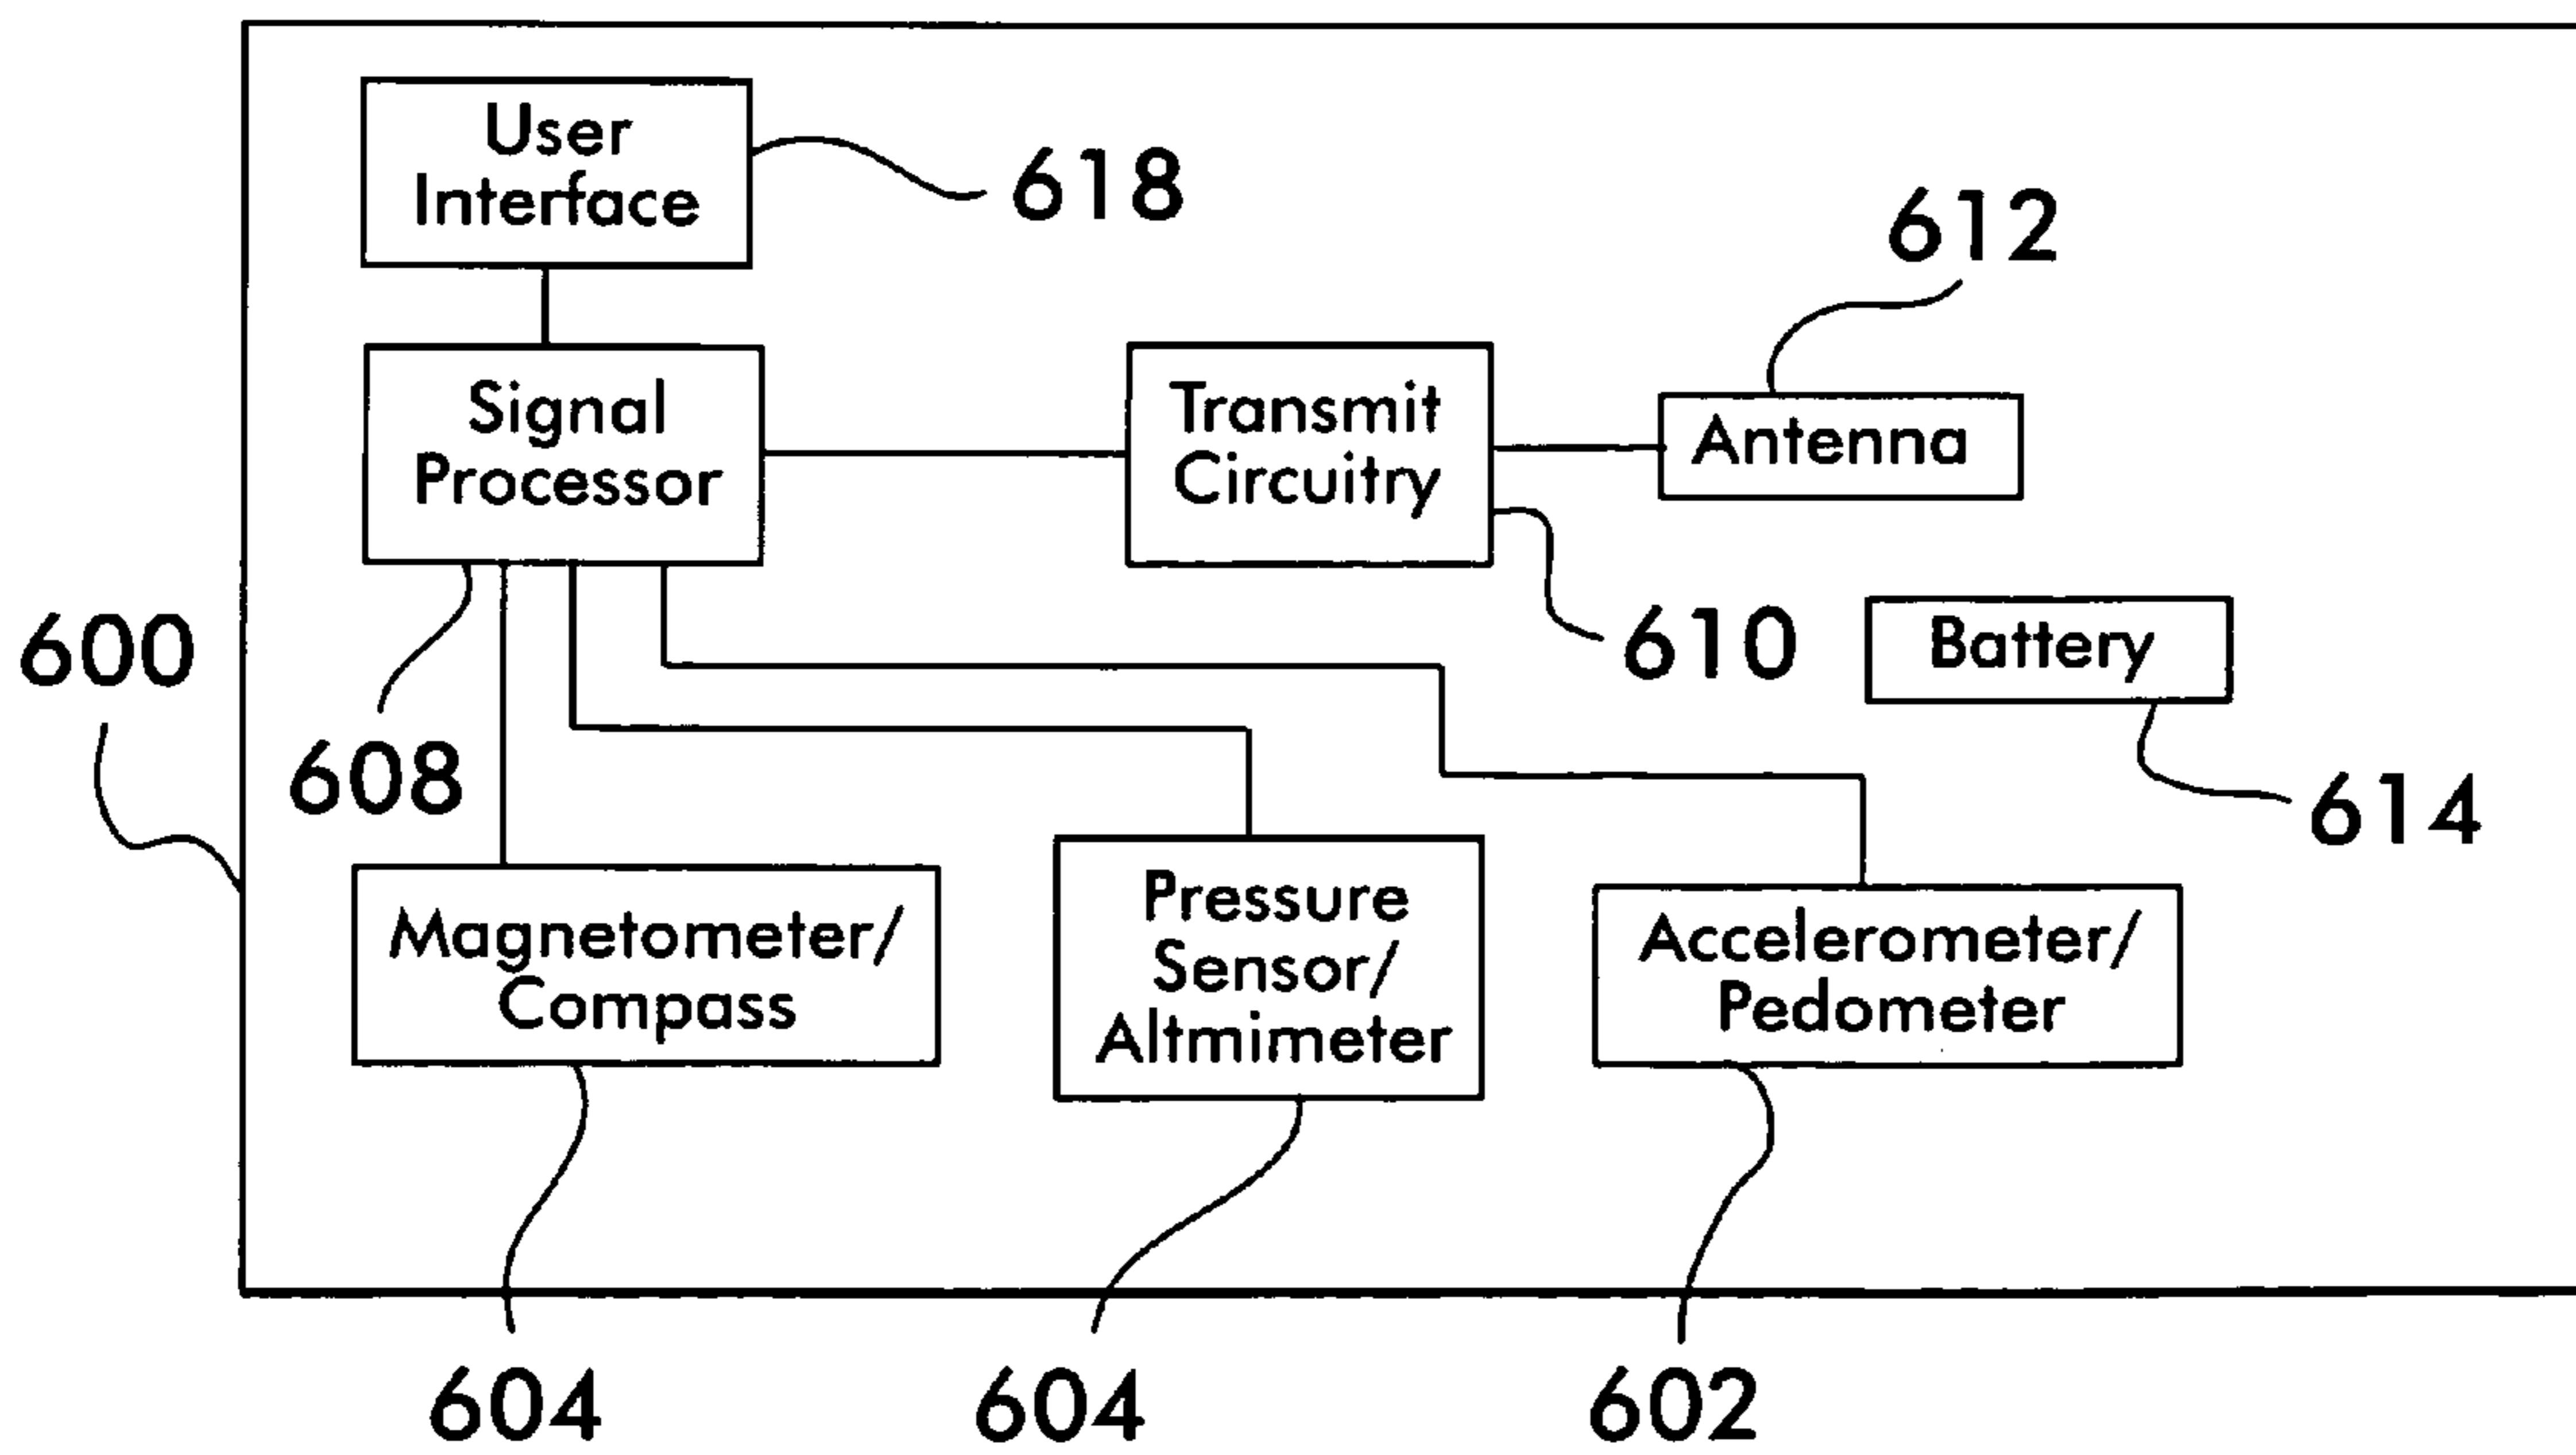 User
Interface
618
612
Signal
Processor
Transmit
Circuitry
Antenna
600
610
Battery
608
614
Magnetometer/
Compass
Pressure
Sensor/
Altmimeter
Accelerometer/
Pedometer
604
604
602